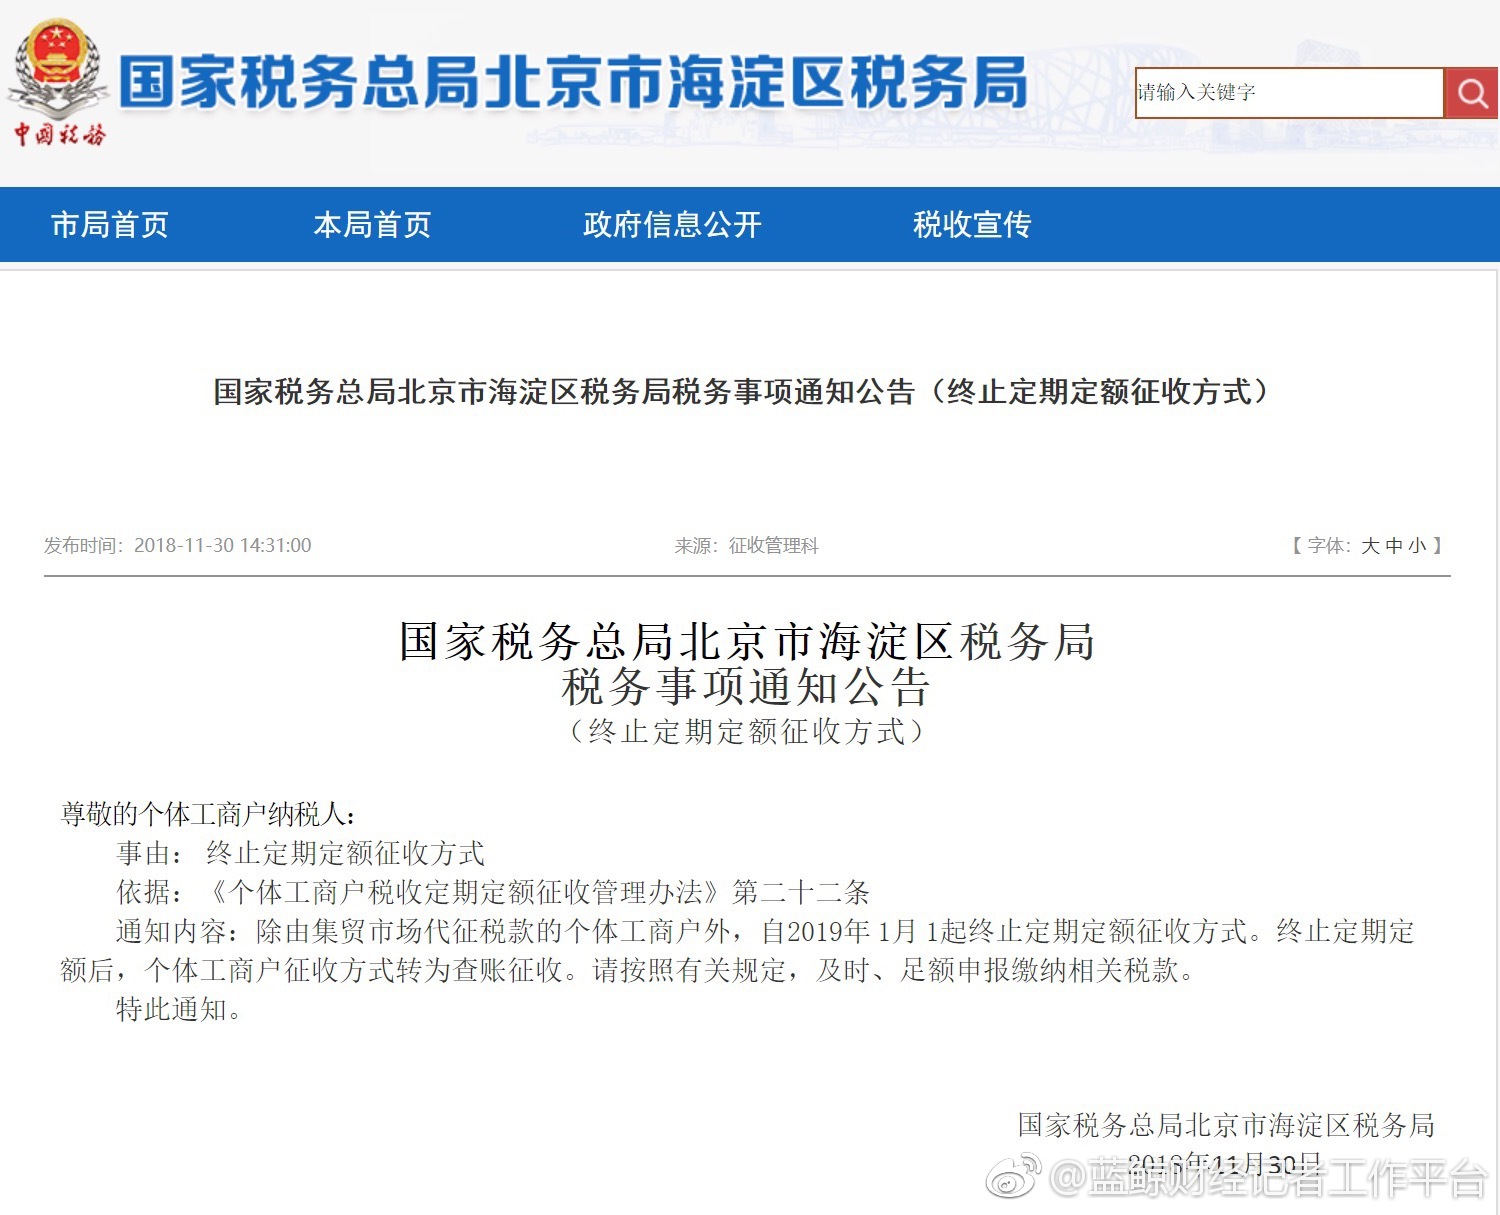 国家税务总局北京市海淀区税务局
中国税务
请输入关键字
市局首页 本局首页 政府信息公开 税收宣传
国家税务总局北京市海淀区税务局税务事项通知公告（终止定期定额征收方式）
发布时间：2018-11-30 14:31:00 来源：征收管理科 【 字体：大 中 小 】
国家税务总局北京市海淀区税务局
税务事项通知公告
（终止定期定额征收方式）
尊敬的个体工商户纳税人：
事由： 终止定期定额征收方式
依据：《个体工商户税收定期定额征收管理办法》第二十二条
通知内容：除由集贸市场代征税款的个体工商户外，自2019年 1月 1起终止定期定额征收方式。终止定期定
额后，个体工商户征收方式转为查账征收。请按照有关规定，及时、足额申报缴纳相关税款。
特此通知。
国家税务总局北京市海淀区税务局
2018年11月30日
@蓝鲸财经记者工作平台